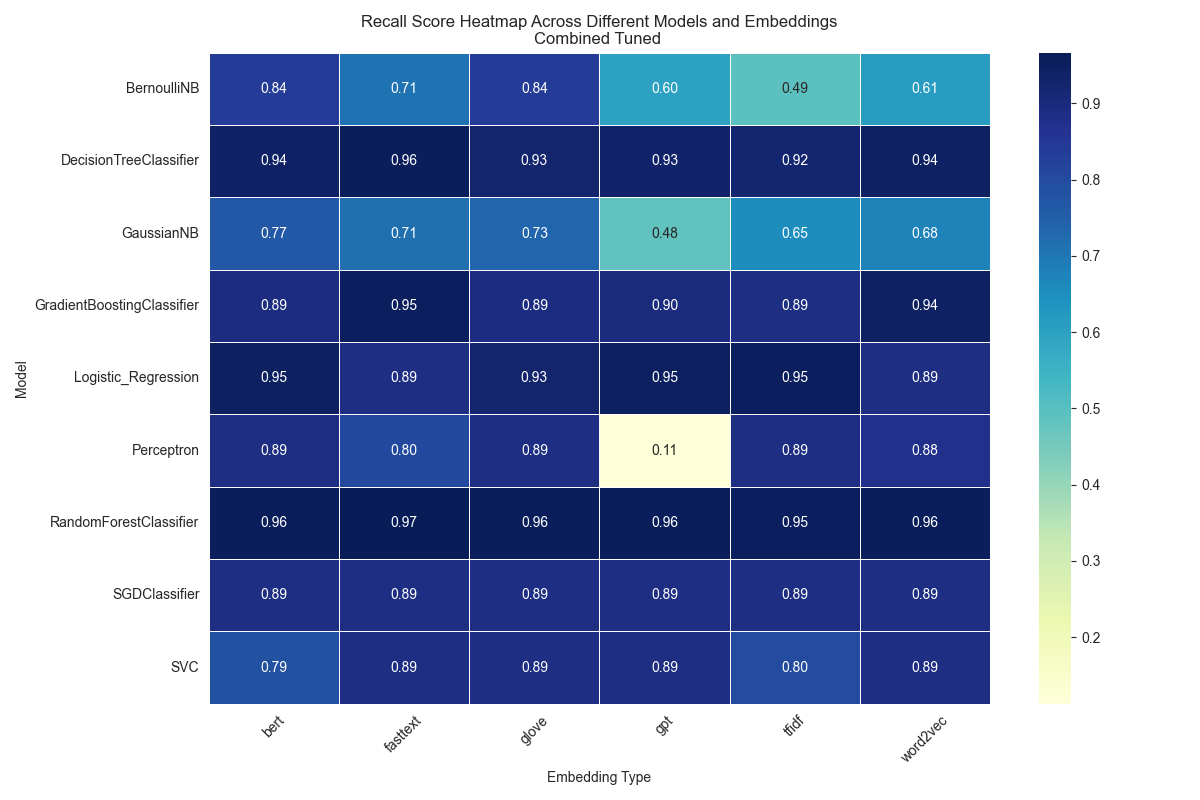 Recall Score Heatmap Across Different Models and Embeddings
Combined Tuned
Model
BernoulliNB 0.84 0.71 0.84 0.60 0.49 0.61
DecisionTreeClassifier 0.94 0.96 0.93 0.93 0.92 0.94
GaussianNB 0.77 0.71 0.73 0.48 0.65 0.68
GradientBoostingClassifier 0.89 0.95 0.89 0.90 0.89 0.94
Logistic_Regression 0.95 0.89 0.93 0.95 0.95 0.89
Perceptron 0.89 0.80 0.89 0.11 0.89 0.88
RandomForestClassifier 0.96 0.97 0.96 0.96 0.95 0.96
SGDClassifier 0.89 0.89 0.89 0.89 0.89 0.89
SVC 0.79 0.89 0.89 0.89 0.80 0.89
bert fasttext glove gpt tfidf word2vec
Embedding Type
0.9
0.8
0.7
0.6
0.5
0.4
0.3
0.2